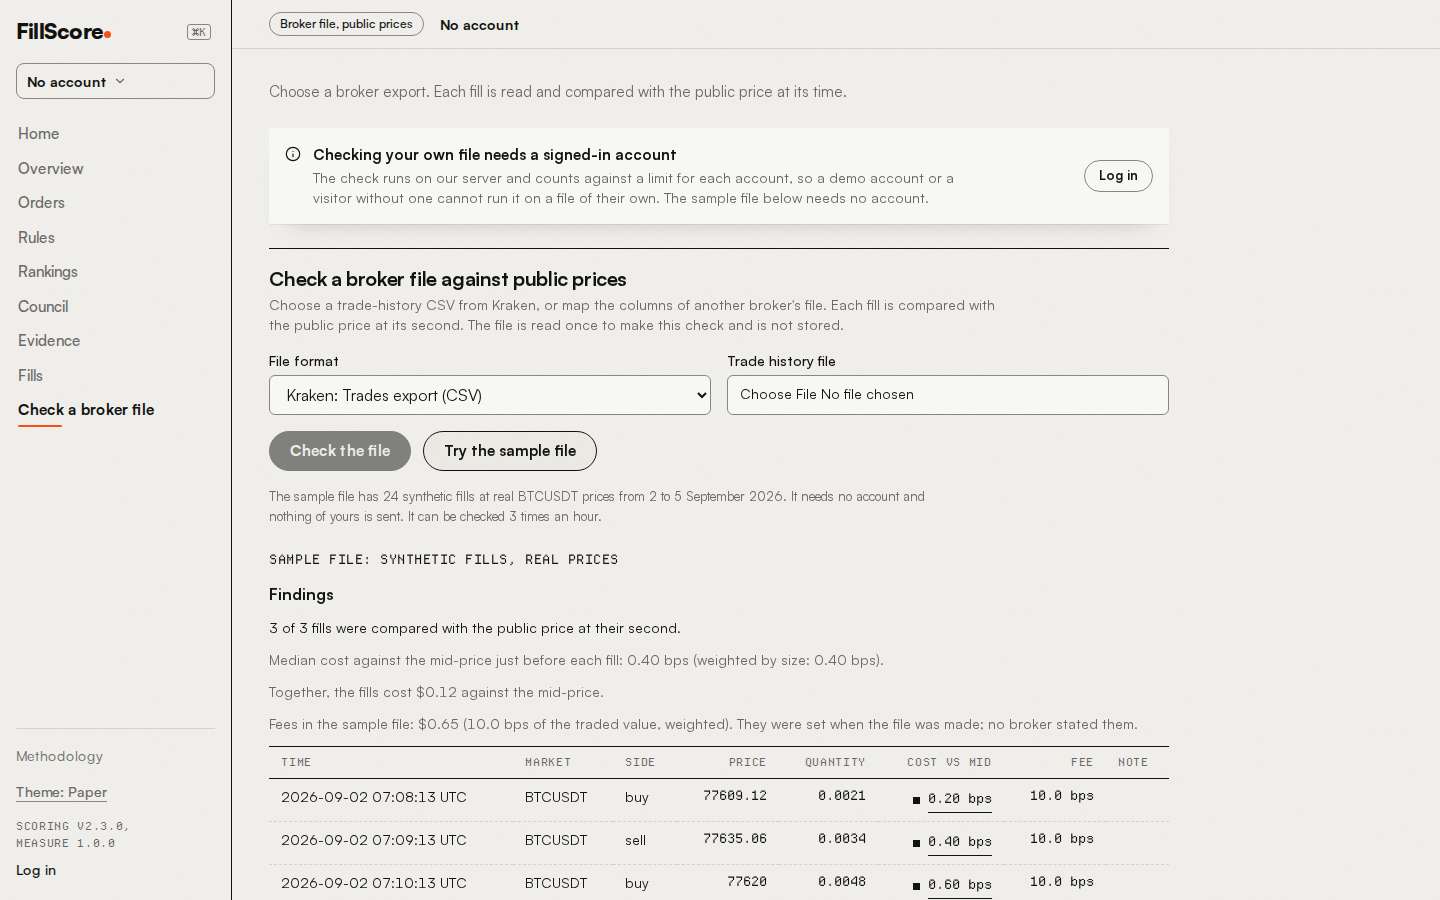 FillScore
⌘K
No account
Home
Overview
Orders
Rules
Rankings
Council
Evidence
Fills
Check a broker file
Methodology
Theme: Paper
SCORING V2.3.0,
MEASURE 1.0.0
Log in
Broker file, public prices No account
Choose a broker export. Each fill is read and compared with the public price at its time.
Checking your own file needs a signed-in account
The check runs on our server and counts against a limit for each account, so a demo account or a
visitor without one cannot run it on a file of their own. The sample file below needs no account.
Log in
Check a broker file against public prices
Choose a trade-history CSV from Kraken, or map the columns of another broker's file. Each fill is compared with
the public price at its second. The file is read once to make this check and is not stored.
File format Trade history file
Kraken: Trades export (CSV) Choose File No file chosen
Check the file Try the sample file
The sample file has 24 synthetic fills at real BTCUSDT prices from 2 to 5 September 2026. It needs no account and
nothing of yours is sent. It can be checked 3 times an hour.
SAMPLE FILE: SYNTHETIC FILLS, REAL PRICES
Findings
3 of 3 fills were compared with the public price at their second.
Median cost against the mid-price just before each fill: 0.40 bps (weighted by size: 0.40 bps).
Together, the fills cost $0.12 against the mid-price.
Fees in the sample file: $0.65 (10.0 bps of the traded value, weighted). They were set when the file was made; no broker stated them.
TIME MARKET SIDE PRICE QUANTITY COST VS MID FEE NOTE
2026-09-02 07:08:13 UTC BTCUSDT buy 77609.12 0.0021 0.20 bps 10.0 bps
2026-09-02 07:09:13 UTC BTCUSDT sell 77635.06 0.0034 0.40 bps 10.0 bps
2026-09-02 07:10:13 UTC BTCUSDT buy 77620 0.0048 0.60 bps 10.0 bps